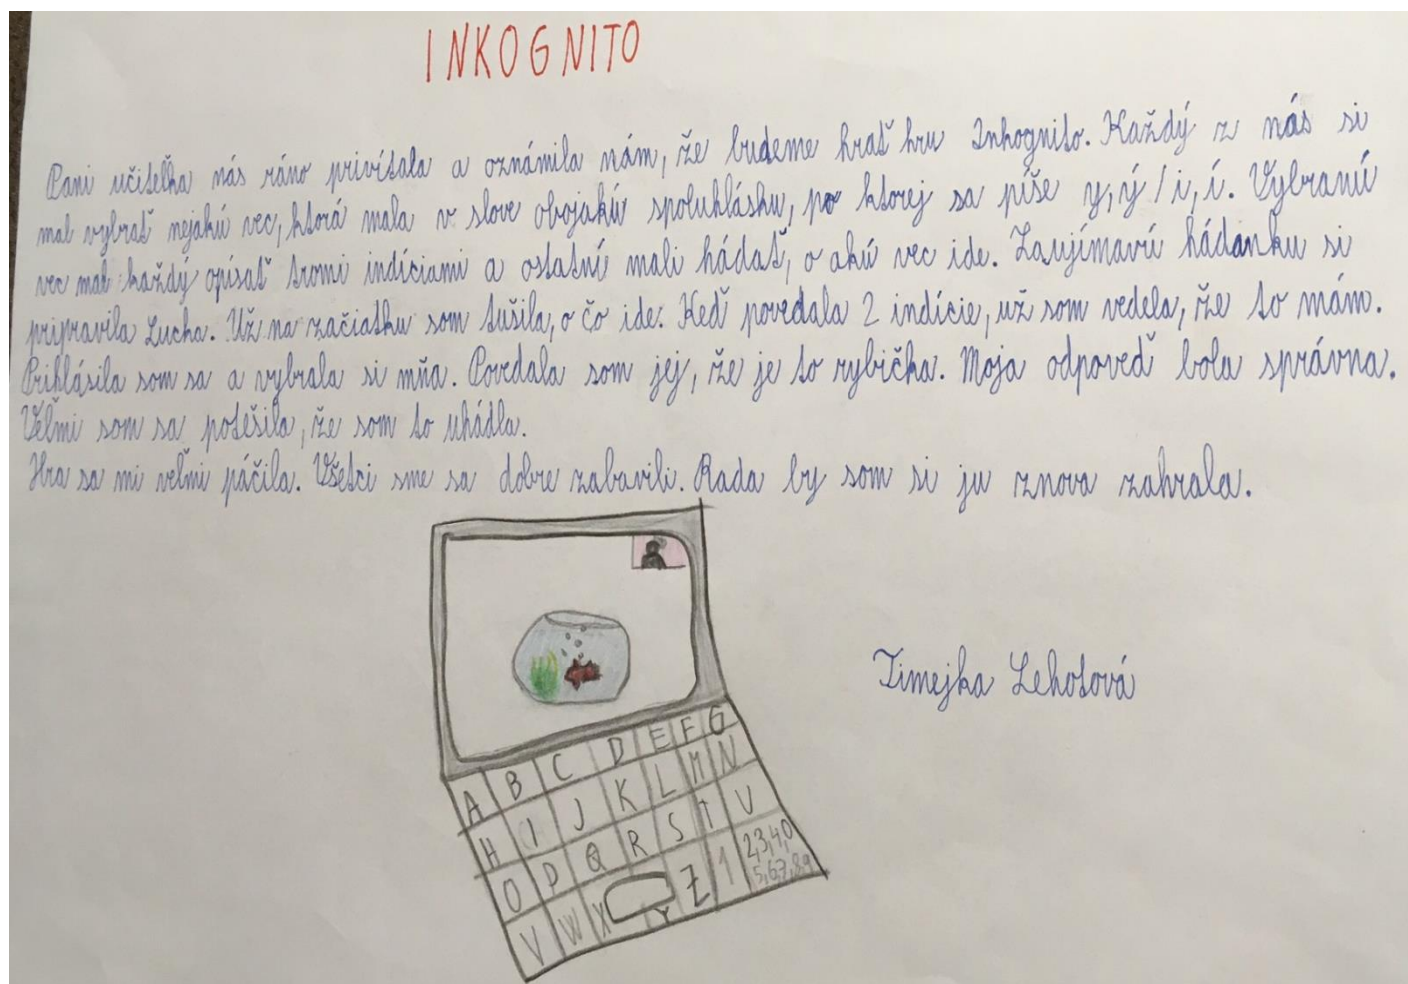 INKOGNITO
Pani učiteľka nás ráno privítala a oznámila nám, že budeme hrať hru Inkognito. Každý z nás si
mal vybrať nejakú vec, ktorá mala v slove obojakú spoluhlásku, po ktorej sa píše y, ý / i, í. Vybranú
vec mal každý opísať tromi indíciami a ostatní mali hádať, o akú vec ide. Zaujímavú hádanku si
pripravila Lucka. Už na začiatku som tušila, o čo ide. Keď povedala 2 indície, už som vedela, že to mám.
Prihlásila som sa a vybrala si mňa. Povedala som jej, že je to rybička. Moja odpoveď bola správna.
Veľmi som sa potešila, že som to uhádla.
Hra sa mi veľmi páčila. Všetci sme sa dobre zabavili. Rada by som si ju znova zahrala.
Timejka Lehotová
A B C D E F G
H I J K L M N
O P Q R S T U
V W X Y Z 1 2,3,4,0
5,6,7,8,9